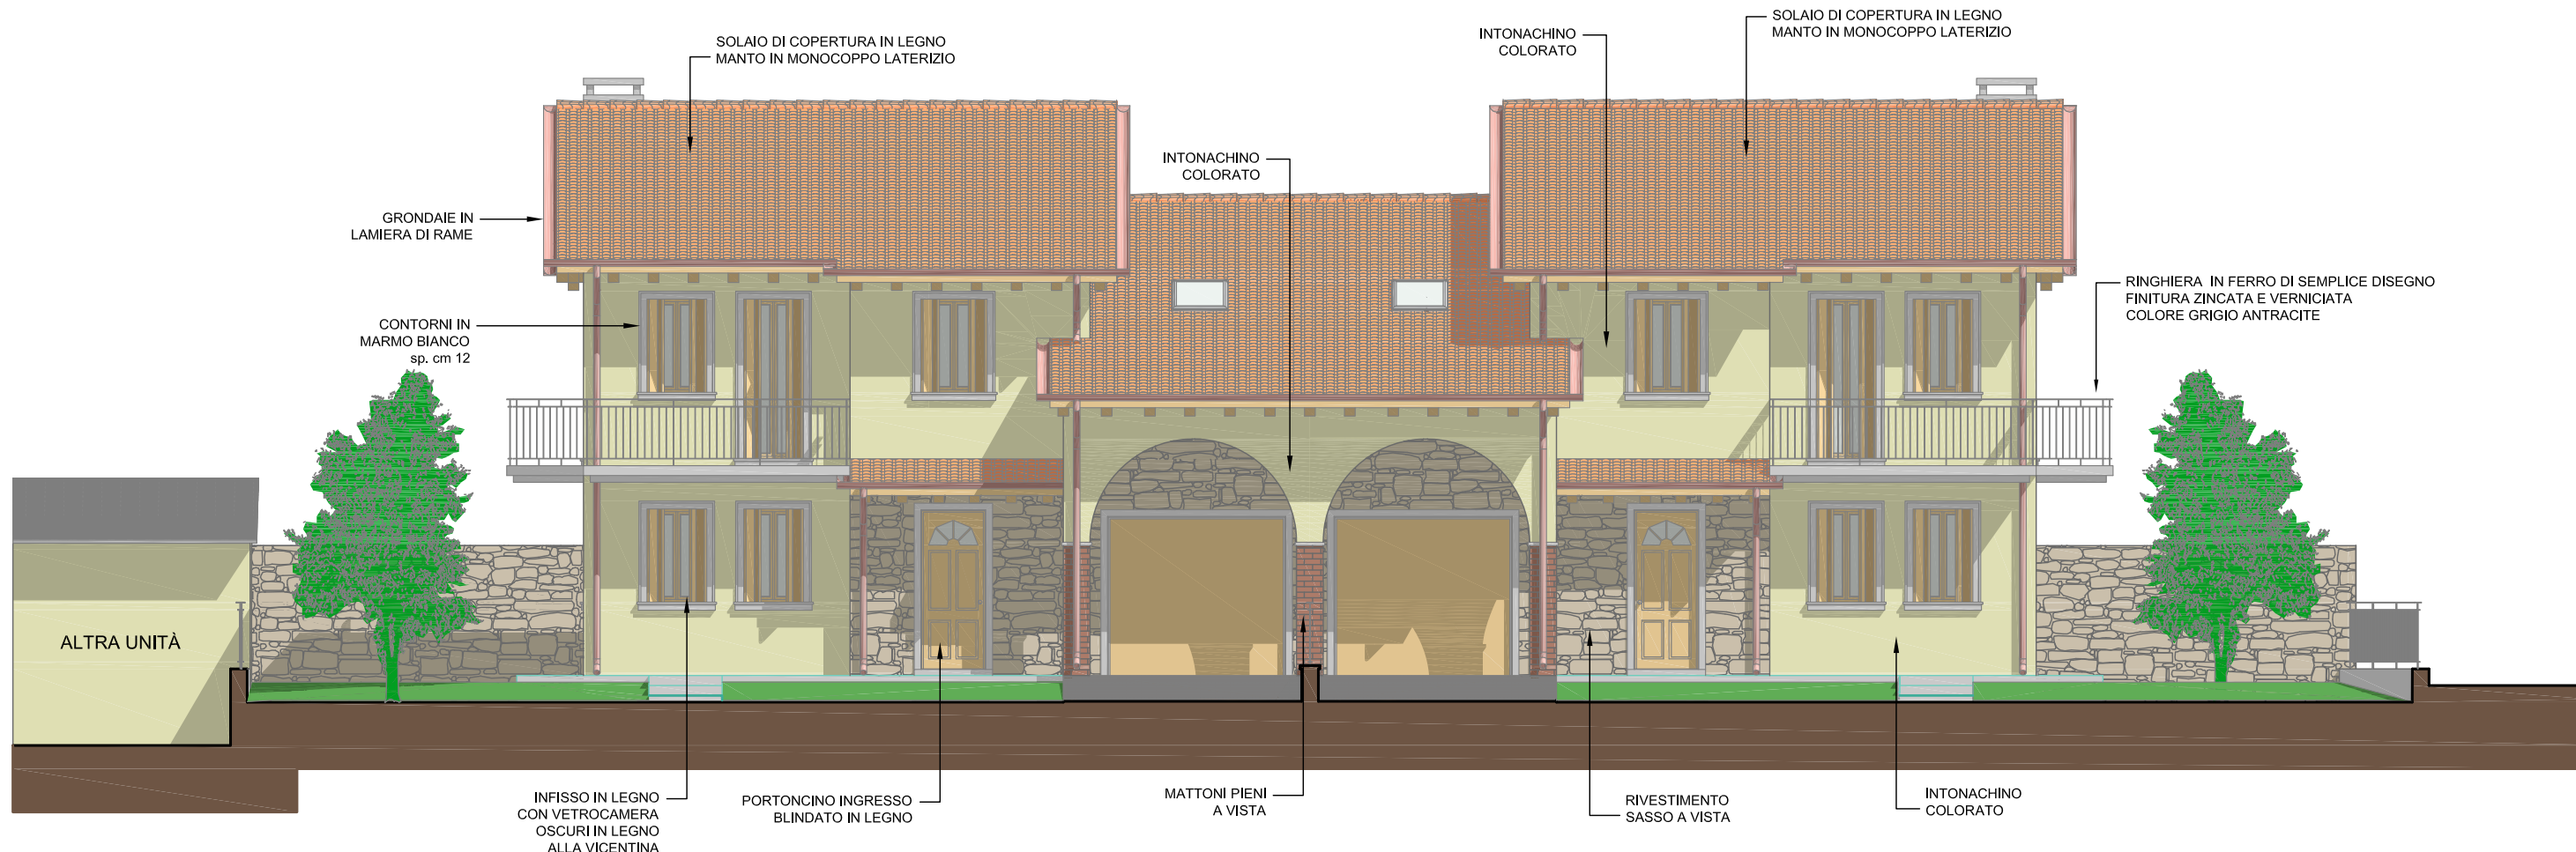 SOLAIO DI COPERTURA IN LEGNO
MANTO IN MONOCOPPO LATERIZIO
INTONACHINO
COLORATO
SOLAIO DI COPERTURA IN LEGNO
MANTO IN MONOCOPPO LATERIZIO
INTONACHINO
COLORATO
GRONDAIE IN
LAMIERA DI RAME
CONTORNI IN
MARMO BIANCO
sp. cm 12
RINGHIERA IN FERRO DI SEMPLICE DISEGNO
FINITURA ZINCATA E VERNICIATA
COLORE GRIGIO ANTRACITE
ALTRA UNITÀ
INFISSO IN LEGNO
CON VETROCAMERA
OSCURI IN LEGNO
ALLA VICENTINA
PORTONCINO INGRESSO
BLINDATO IN LEGNO
MATTONI PIENI
A VISTA
RIVESTIMENTO
SASSO A VISTA
INTONACHINO
COLORATO